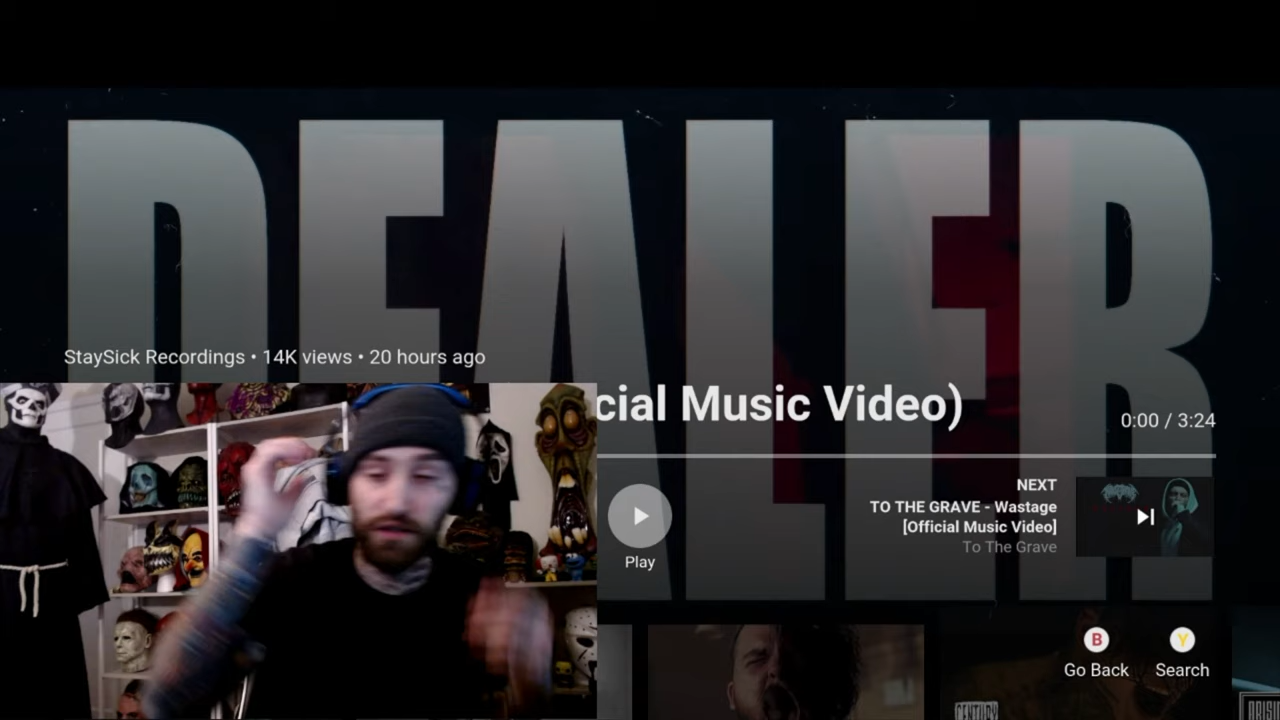 DEALER
StaySick Recordings • 14K views • 20 hours ago
cial Music Video)
0:00 / 3:24
NEXT
TO THE GRAVE - Wastage
[Official Music Video]
To The Grave
Play
B
Y
Go Back
Search
CENTURY